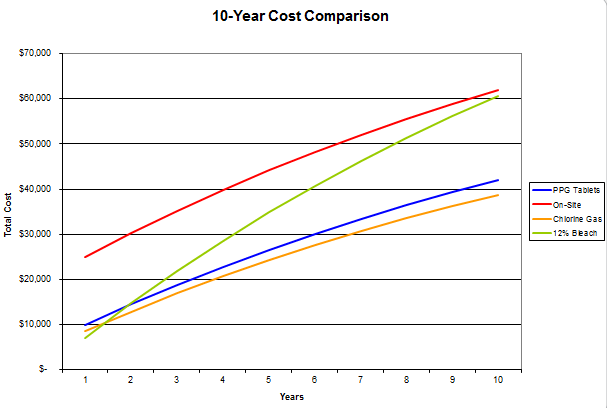 10-Year Cost Comparison
$70,000
$60,000
$50,000
$40,000
$30,000
$20,000
$10,000
$-
Total Cost
1 2 3 4 5 6 7 8 9 10
Years
PPG Tablets
On-Site
Chlorine Gas
12% Bleach